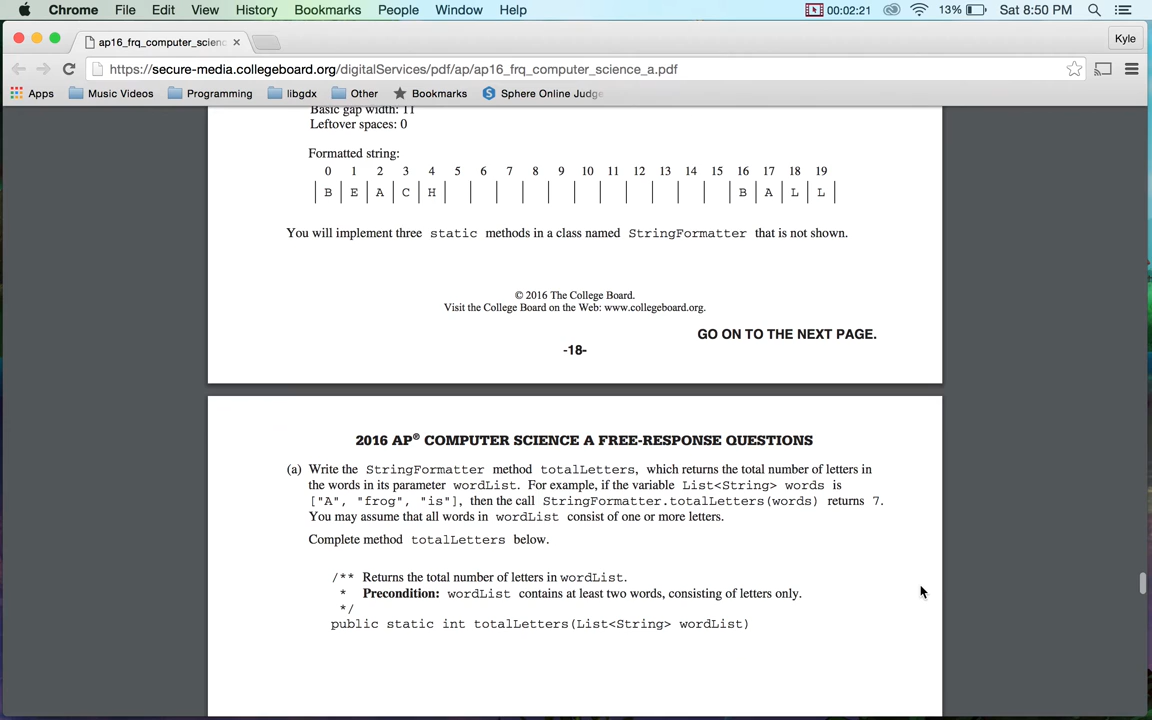 Chrome File Edit View History Bookmarks People Window Help 00:02:21 13% Sat 8:50 PM
ap16_frq_computer_scienc Kyle
https://secure-media.collegeboard.org/digitalServices/pdf/ap/ap16_frq_computer_science_a.pdf
Apps Music Videos Programming libgdx Other Bookmarks Sphere Online Judge
Basic gap width: 11
Leftover spaces: 0
Formatted string:
0 1 2 3 4 5 6 7 8 9 10 11 12 13 14 15 16 17 18 19
B E A C H B A L L
You will implement three static methods in a class named StringFormatter that is not shown.
© 2016 The College Board.
Visit the College Board on the Web: www.collegeboard.org.
GO ON TO THE NEXT PAGE.
-18-
2016 AP® COMPUTER SCIENCE A FREE-RESPONSE QUESTIONS
(a) Write the StringFormatter method totalLetters, which returns the total number of letters in
the words in its parameter wordList. For example, if the variable List<String> words is
["A", "frog", "is"], then the call StringFormatter.totalLetters(words) returns 7.
You may assume that all words in wordList consist of one or more letters.
Complete method totalLetters below.
/** Returns the total number of letters in wordList.
* Precondition: wordList contains at least two words, consisting of letters only.
*/
public static int totalLetters(List<String> wordList)